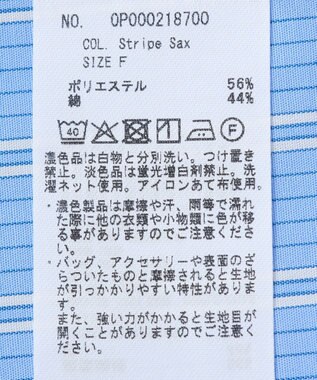 NO. 0P000218700
COL. Stripe Sax
SIZE F
ポリエステル 56%
綿 44%
40
F
濃色品は白物と分別洗い。つけ置き
禁止。淡色品は蛍光増白剤禁止。洗
濯ネット使用。アイロンあて布使用。
・濃色製品は摩擦や汗、雨等で濡れ
た際に他の衣類や小物類に色が移
る事がありますのでご注意くださ
い。
・バッグ、アクセサリーや表面のざ
らついたものと摩擦されると生地
が引っかかりやすい特性がありま
す。
また、強い力がかかると生地目が
開くことがありますのでご注意く
ださい。